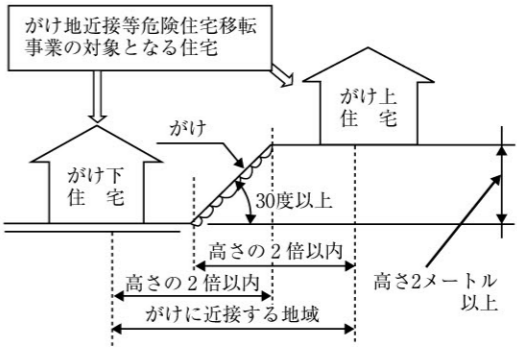 がけ地近接等危険住宅移転
事業の対象となる住宅
がけ上
住　宅
がけ
がけ下
住　宅
30度以上
高さの２倍以内
高さの２倍以内
高さ2メートル
以上
がけに近接する地域